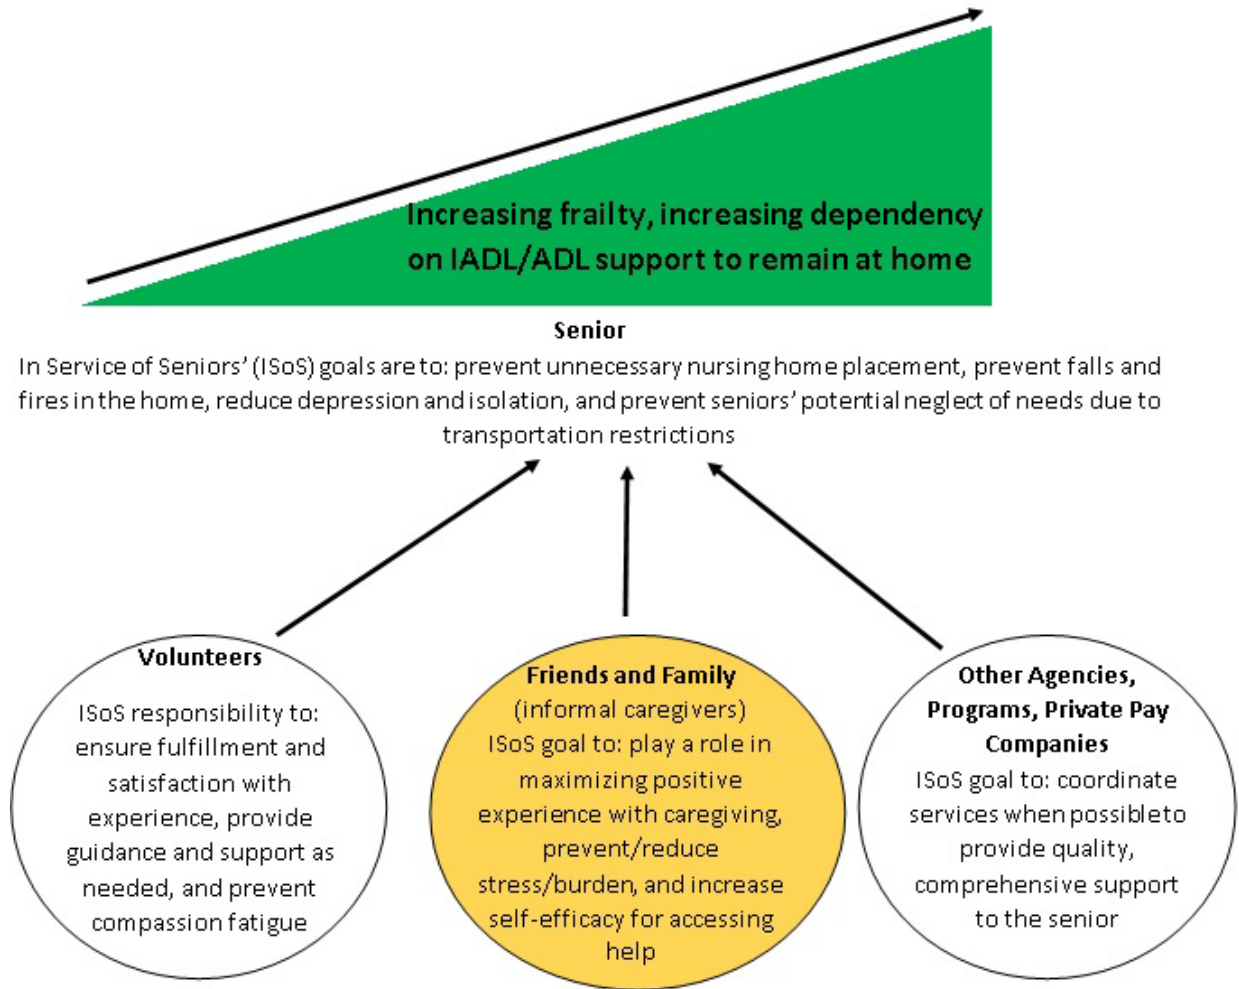 Increasing frailty, increasing dependency
on IADL/ADL support to remain at home
Senior
In Service of Seniors’ (ISoS) goals are to: prevent unnecessary nursing home placement, prevent falls and
fires in the home, reduce depression and isolation, and prevent seniors’ potential neglect of needs due to
transportation restrictions
Volunteers
ISoS responsibility to:
ensure fulfillment and
satisfaction with
experience, provide
guidance and support as
needed, and prevent
compassion fatigue
Friends and Family
(informal caregivers)
ISoS goal to: play a role in
maximizing positive
experience with caregiving,
prevent/reduce
stress/burden, and increase
self-efficacy for accessing
help
Other Agencies,
Programs, Private Pay
Companies
ISoS goal to: coordinate
services when possible to
provide quality,
comprehensive support
to the senior